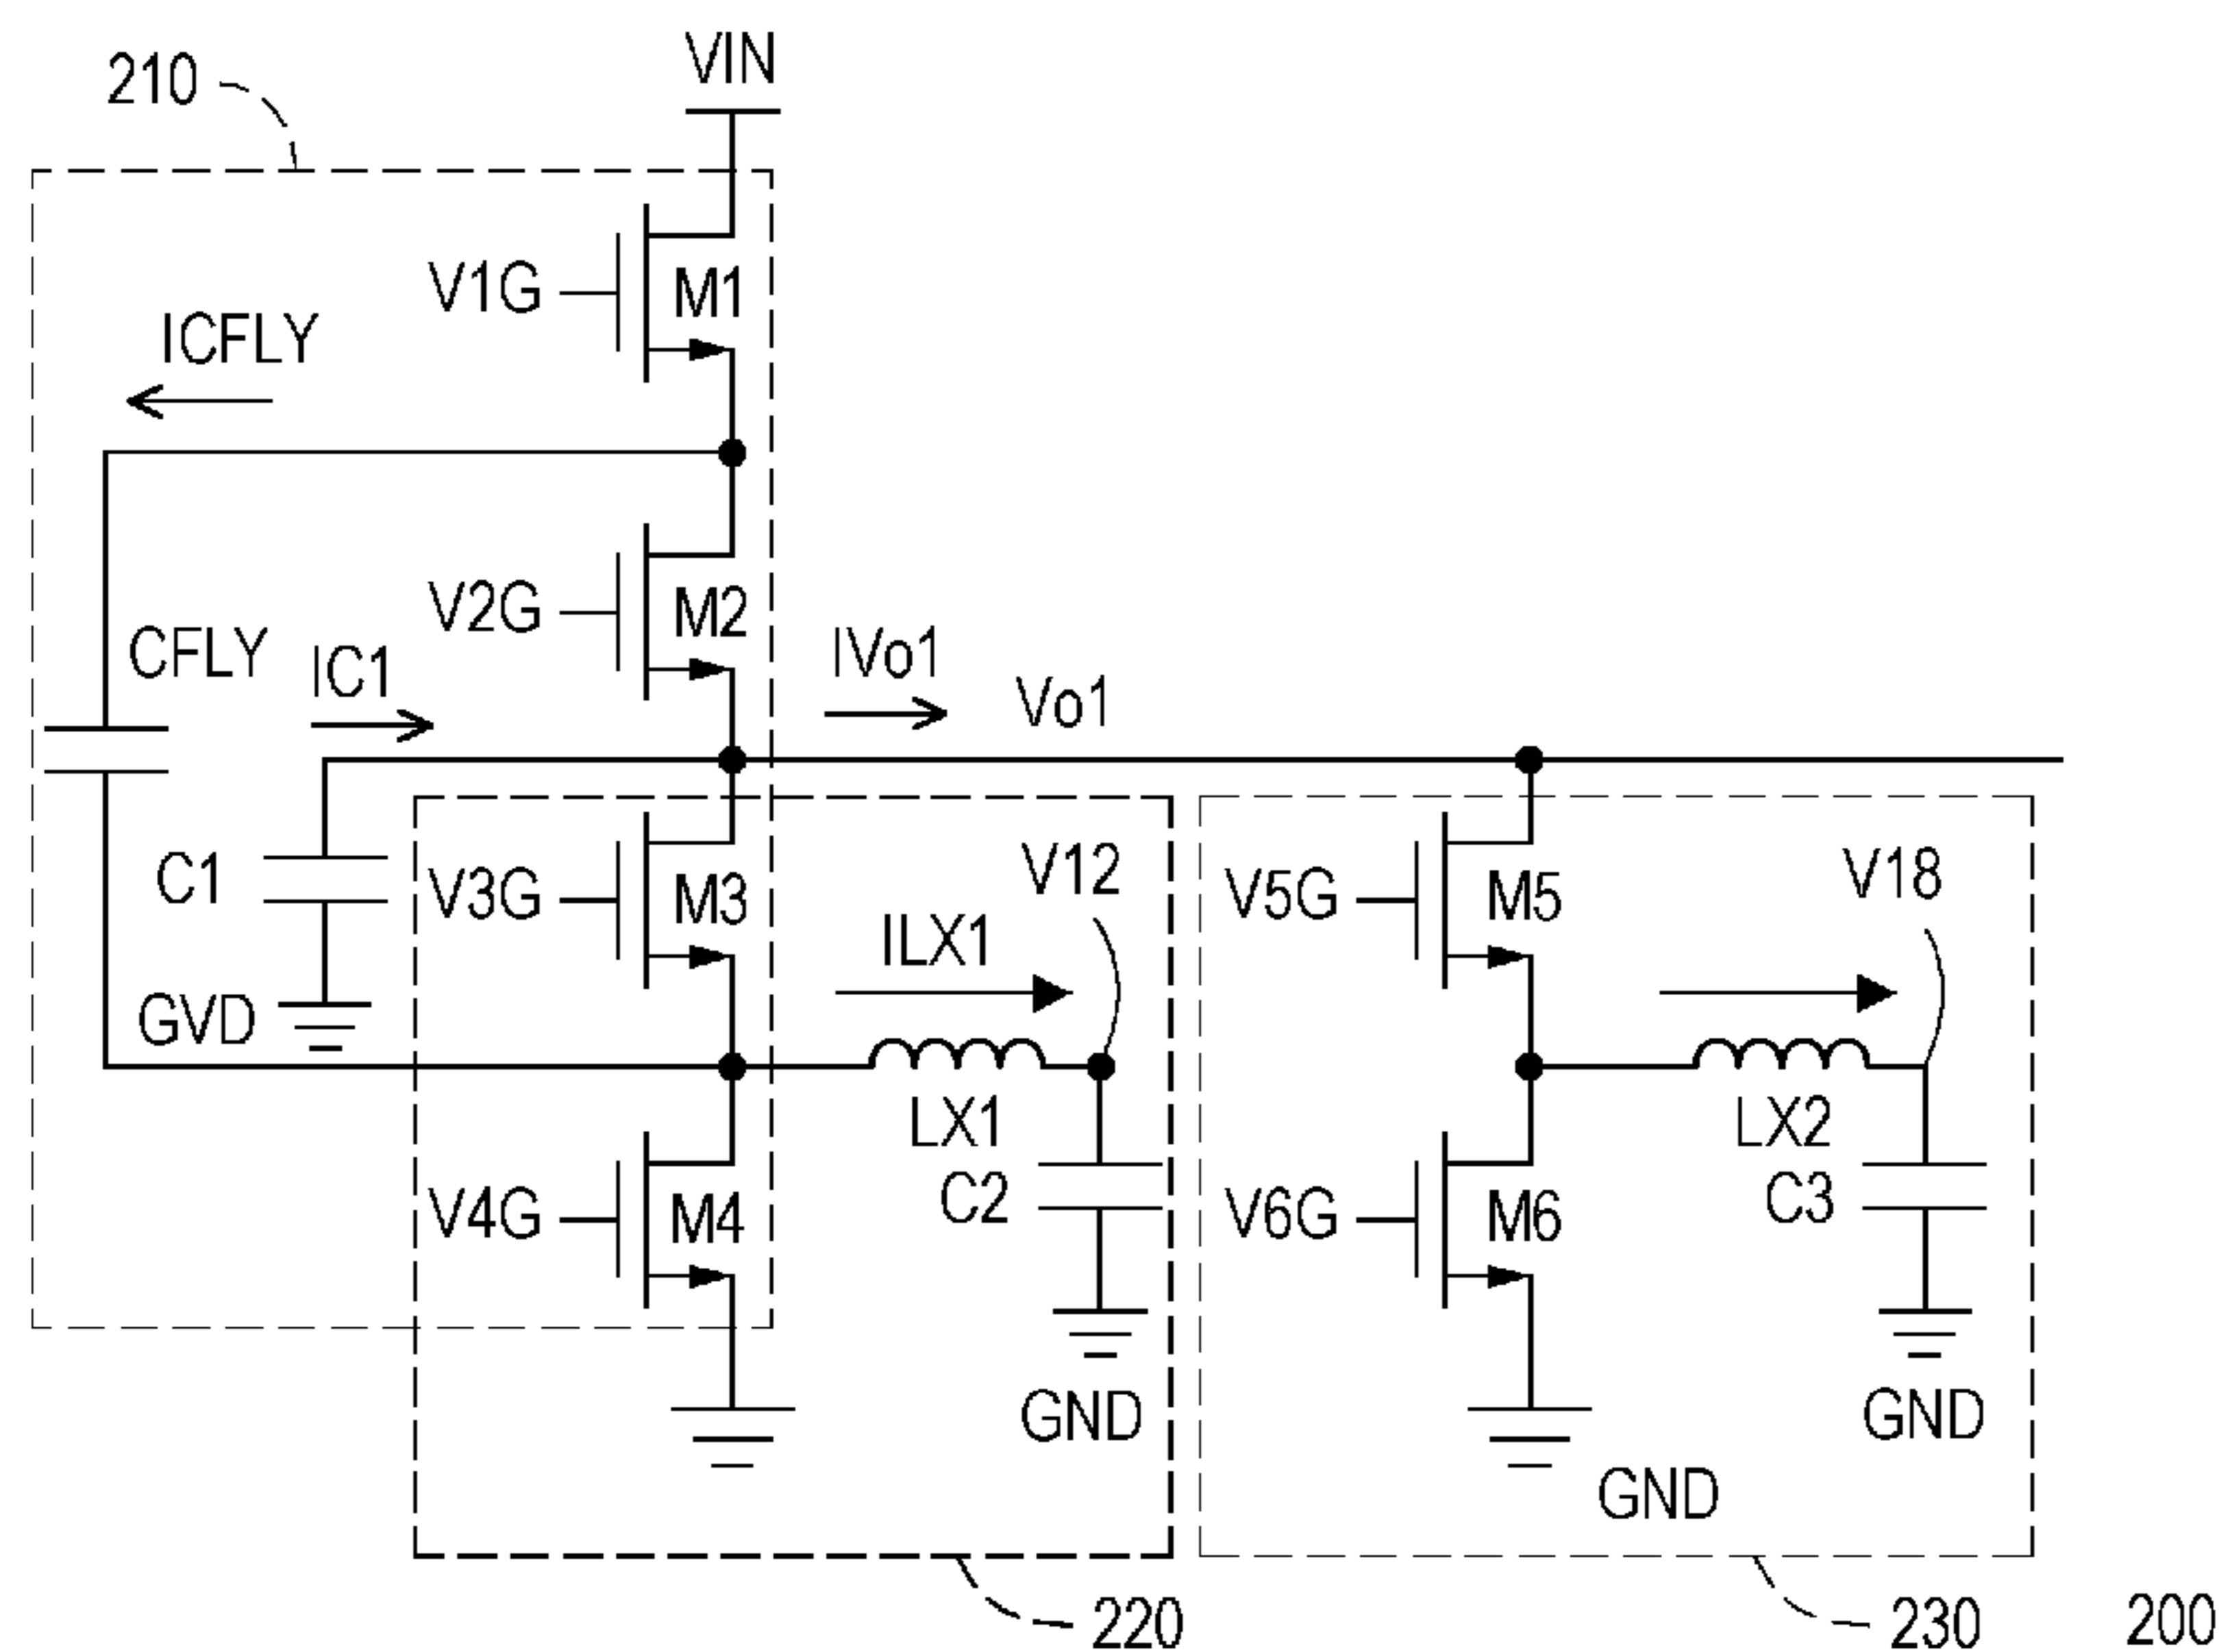 VIN
210
V1G
M1
ICFLY
V2G
M2
CFLY
IC1
IVo1
Vo1
C1
V3G
M3
V12
V5G
M5
V18
ILX1
GVD
LX1
LX2
V4G
M4
C2
V6G
M6
C3
GND
GND
GND
220
230
200